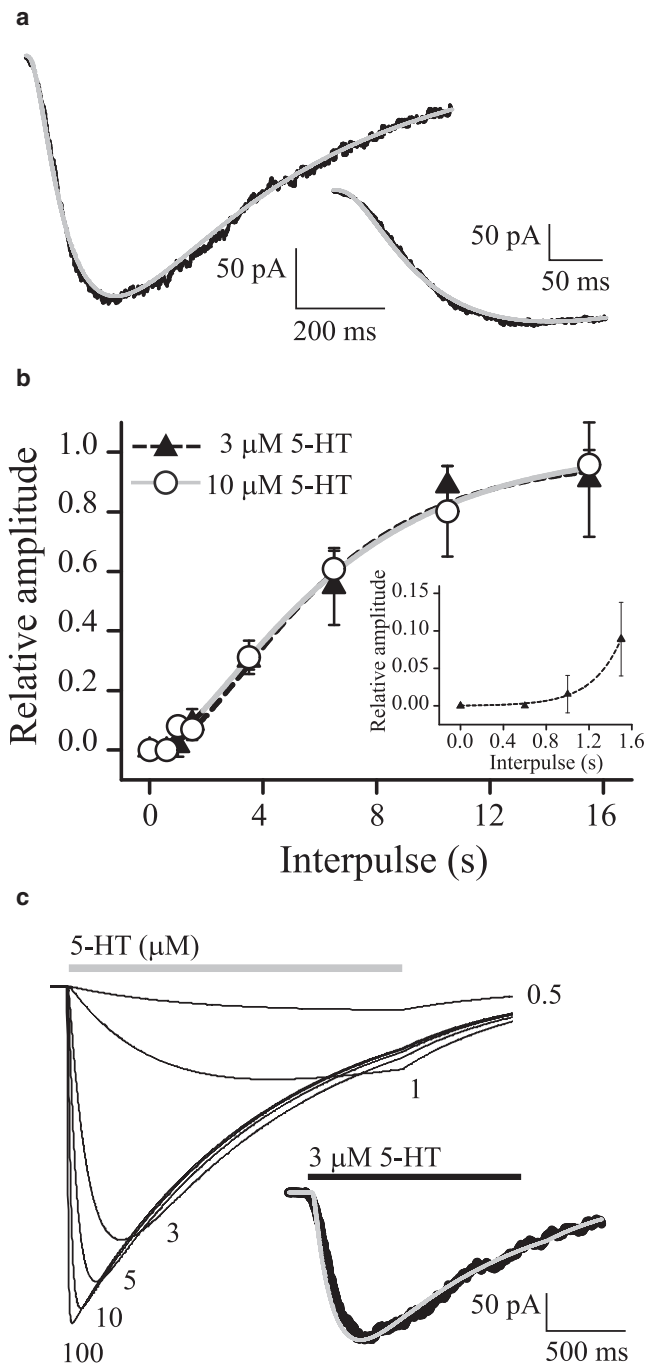 a
50 pA
200 ms
50 pA
50 ms
b
Relative amplitude
1.0
0.8
0.6
0.4
0.2
0.0
3 µM 5-HT
10 µM 5-HT
0
4
8
12
16
Interpulse (s)
Relative amplitude
0.15
0.10
0.05
0.00
0.0
0.4
0.8
1.2
1.6
Interpulse (s)
c
5-HT (µM)
0.5
1
3
5
10
100
3 µM 5-HT
50 pA
500 ms